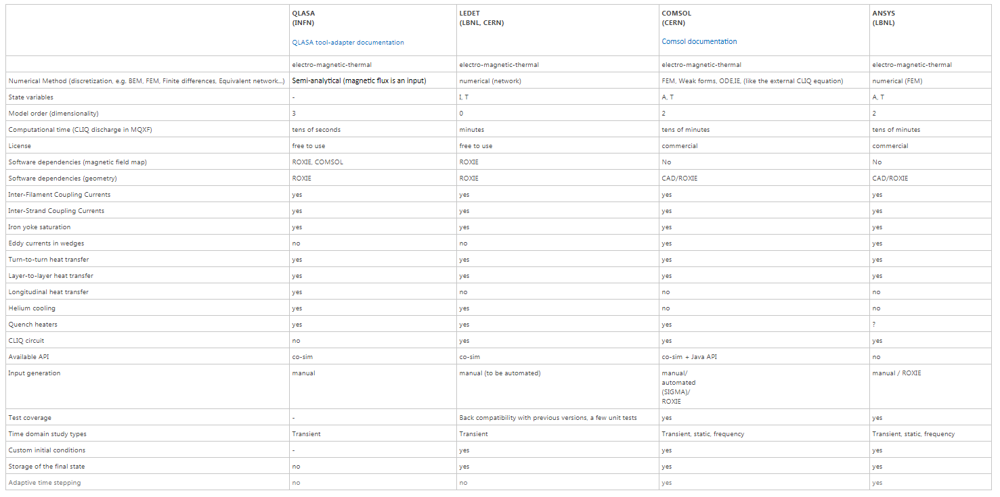 QLASA
(INFN)
QLASA tool-adapter documentation
LEDET
(LBNL, CERN)
COMSOL
(CERN)
Comsol documentation
ANSYS
(LBNL)
electro-magnetic-thermal electro-magnetic-thermal electro-magnetic-thermal electro-magnetic-thermal
Numerical Method (discretization, e.g. BEM, FEM, Finite differences, Equivalent network...) Semi-analytical (magnetic flux is an input) numerical (network) FEM, Weak forms, ODE,IE, (like the external CLIQ equation) numerical (FEM)
State variables - I, T A, T A, T
Model order (dimensionality) 3 0 2 2
Computational time (CLIQ discharge in MQXF) tens of seconds minutes tens of minutes tens of minutes
License free to use free to use commercial commercial
Software dependencies (magnetic field map) ROXIE, COMSOL ROXIE No No
Software dependencies (geometry) ROXIE ROXIE CAD/ROXIE CAD/ROXIE
Inter-Filament Coupling Currents yes yes yes yes
Inter-Strand Coupling Currents yes yes yes yes
Iron yoke saturation yes yes yes yes
Eddy currents in wedges no no yes yes
Turn-to-turn heat transfer yes yes yes yes
Layer-to-layer heat transfer yes yes yes yes
Longitudinal heat transfer yes no no no
Helium cooling yes yes no no
Quench heaters yes yes yes ?
CLIQ circuit no yes yes yes
Available API co-sim co-sim co-sim + Java API no
Input generation manual manual (to be automated) manual/ manual / ROXIE
automated
(SIGMA)/
ROXIE
Test coverage - Back compatibility with previous versions, a few unit tests yes yes
Time domain study types Transient Transient Transient, static, frequency Transient, static, frequency
Custom initial conditions - yes yes yes
Storage of the final state no yes yes yes
Adaptive time stepping no no yes yes